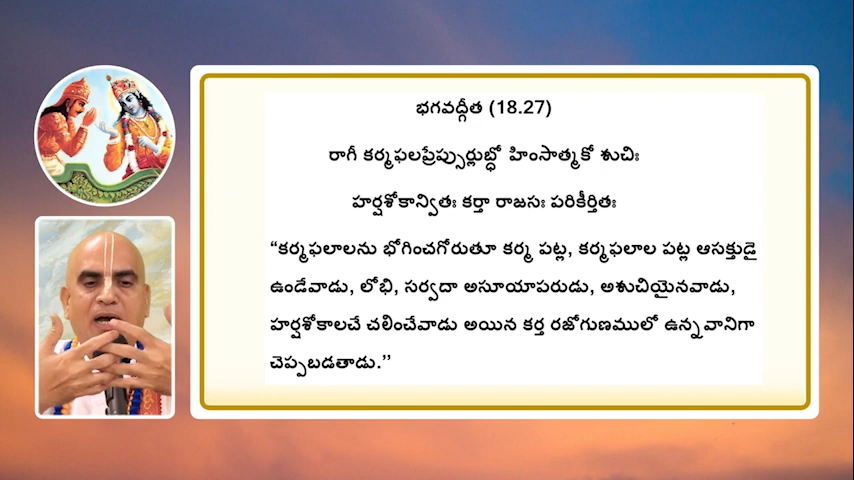 భగవద్గీత (18.27)
రాగీ కర్మఫలప్రేప్సుర్లుబ్ధో హింసాత్మకో శుచిః
హర్షశోకాన్వితః కర్తా రాజసః పరికీర్తితః
“కర్మఫలాలను భోగించగోరుతూ కర్మ పట్ల, కర్మఫలాల పట్ల ఆసక్తుడై
ఉండేవాడు, లోభి, సర్వదా అసూయాపరుడు, అశుచియైనవాడు,
హర్షశోకాలచే చలించేవాడు అయిన కర్త రజోగుణములో ఉన్నవానిగా
చెప్పబడతాడు.’’